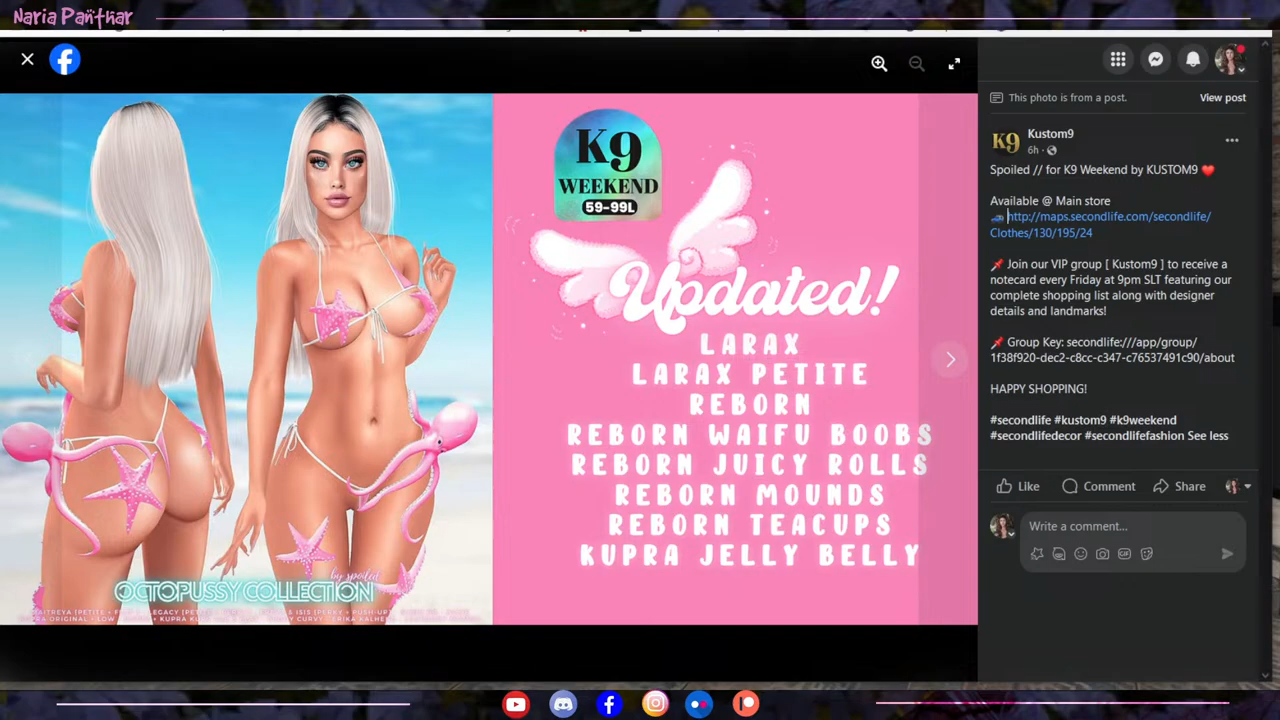 Naria Panthar
This photo is from a post.
View post
K9
WEEKEND
59-99L
Updated!
LARAX
LARAX PETITE
REBORN
REBORN WAIFU BOOBS
REBORN JUICY ROLLS
REBORN MOUNDS
REBORN TEACUPS
KUPRA JELLY BELLY
by spoiled
OCTOPUSSY COLLECTION
K9
Kustom9
6h
Spoiled // for K9 Weekend by KUSTOM9 ❤️
Available @ Main store
🚙 http://maps.secondlife.com/secondlife/
Clothes/130/195/24
📌 Join our VIP group [ Kustom9 ] to receive a
notecard every Friday at 9pm SLT featuring our
complete shopping list along with designer
details and landmarks!
📌 Group Key: secondlife:///app/group/
1f38f920-dec2-c8cc-c347-c76537491c90/about
HAPPY SHOPPING!
#secondlife #kustom9 #k9weekend
#secondlifedecor #secondlifefashion See less
Like
Comment
Share
Write a comment...
GIF